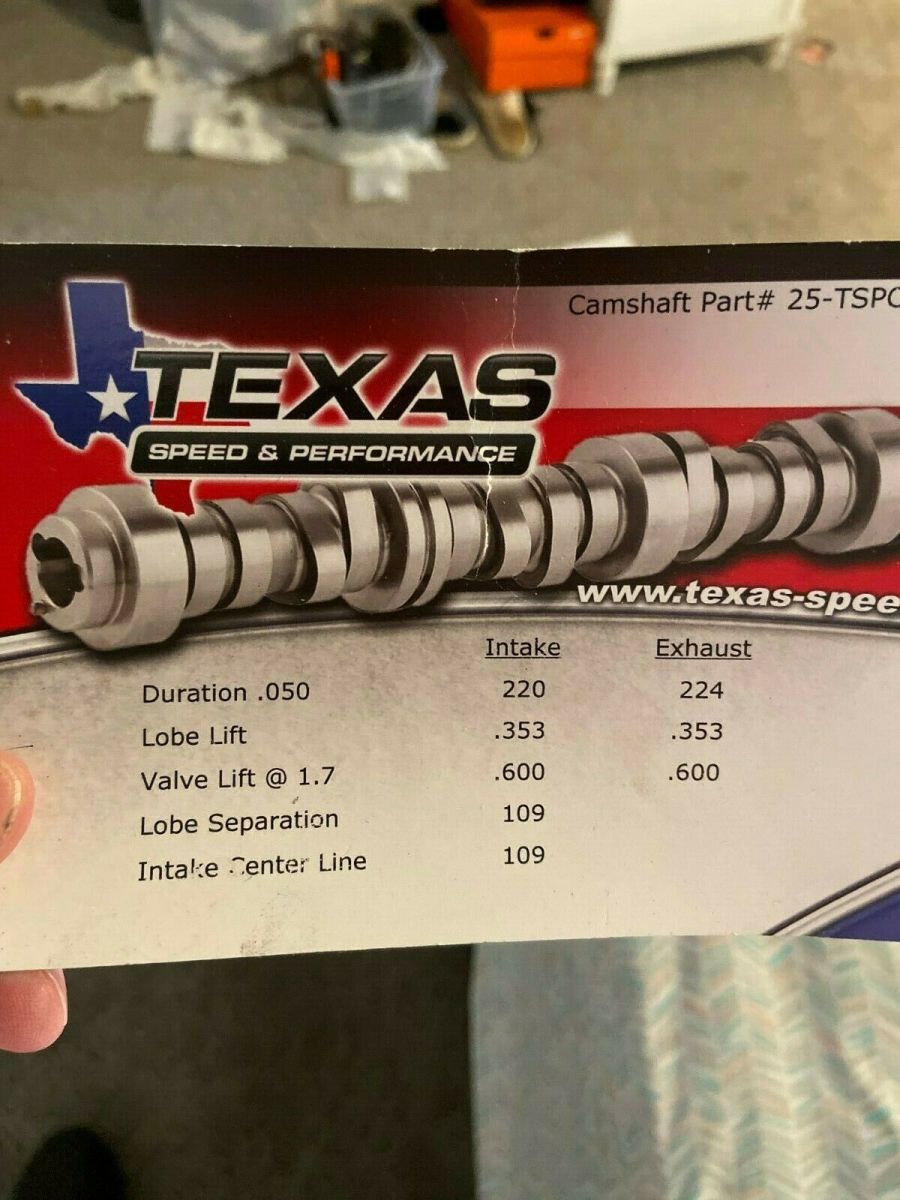 Camshaft Part# 25-TSPC
TEXAS
SPEED & PERFORMANCE
www.texas-spee
Intake Exhaust
Duration .050 220 224
Lobe Lift .353 .353
Valve Lift @ 1.7 .600 .600
Lobe Separation 109
Intake Center Line 109